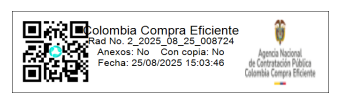 Colombia Compra Eficiente
Rad No. 2_2025_08_25_008724
Anexos: No Con copia: No
Fecha: 25/08/2025 15:03:46
Agencia Nacional
de Contratación Pública
Colombia Compra Eficiente